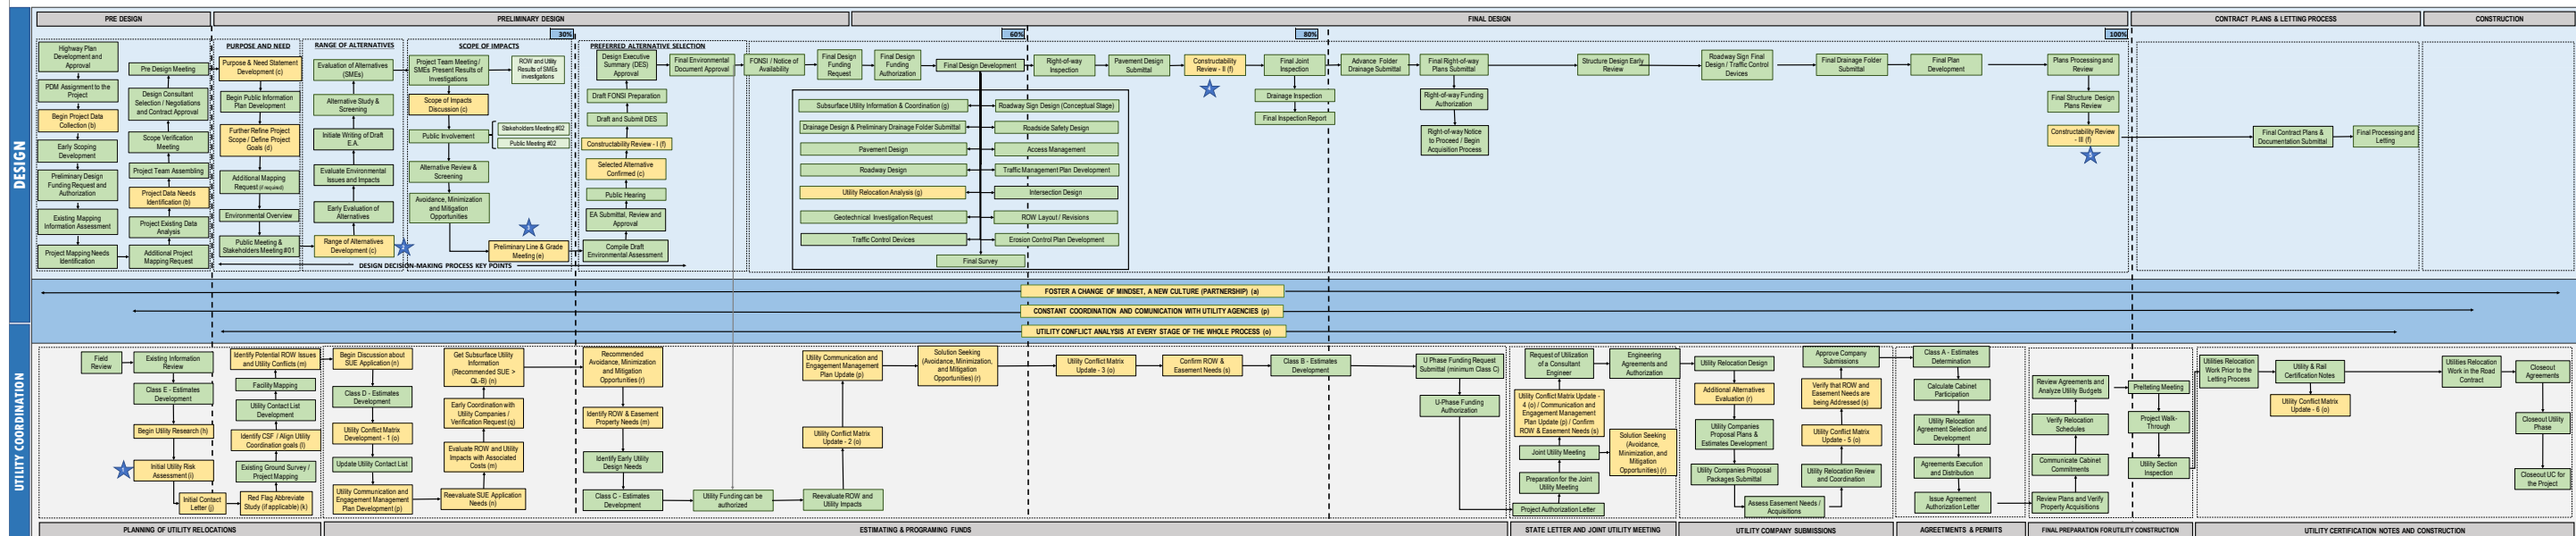 PRE DESIGN
PRELIMINARY DESIGN
FINAL DESIGN
CONTRACT PLANS & LETTING PROCESS
CONSTRUCTION
30%
60%
80%
100%
DESIGN
Highway Plan
Development and
Approval
PDM Assignment to the
Project
Begin Project Data
Collection (b)
Early Scoping
Development
Preliminary Design
Funding Request and
Authorization
Existing Mapping
Information Assessment
Project Mapping Needs
Identification
Pre Design Meeting
Design Consultant
Selection / Negotiations
and Contract Approval
Scope Verification
Meeting
Project Team Assembling
Project Data Needs
Identification (b)
Project Existing Data
Analysis
Additional Project
Mapping Request
PURPOSE AND NEED
Purpose & Need Statement
Development (c)
Begin Public Information
Plan Development
Further Refine Project
Scope / Define Project
Goals (d)
Additional Mapping
Request (if required)
Environmental Overview
Public Meeting &
Stakeholders Meeting #01
RANGE OF ALTERNATIVES
Evaluation of Alternatives
(SMEs)
Alternative Study &
Screening
Initiate Writing of Draft
E.A.
Evaluate Environmental
Issues and Impacts
Early Evaluation of
Alternatives
Range of Alternatives
Development (c)
SCOPE OF IMPACTS
Project Team Meeting /
SMEs Present Results of
Investigations
ROW and Utility
Results of SMEs
investigations
Scope of Impacts
Discussion (c)
Public Involvement
Stakeholders Meeting #02
Public Meeting #02
Alternative Review &
Screening
Avoidance, Minimization
and Mitigation
Opportunities
Preliminary Line & Grade
Meeting (e)
DESIGN DECISION-MAKING PROCESS KEY POINTS
PREFERRED ALTERNATIVE SELECTION
Design Executive
Summary (DES)
Approval
Draft FONSI Preparation
Draft and Submit DES
Constructability Review - I (f)
Selected Alternative
Confirmed (c)
Public Hearing
EA Submittal, Review and
Approval
Compile Draft
Environmental Assessment
Final Environmental
Document Approval
FONSI / Notice of
Availability
Final Design
Funding
Request
Final Design
Funding
Authorization
Final Design Development
Subsurface Utility Information & Coordination (g)
Roadway Sign Design (Conceptual Stage)
Drainage Design & Preliminary Drainage Folder Submittal
Roadside Safety Design
Pavement Design
Access Management
Roadway Design
Traffic Management Plan Development
Utility Relocation Analysis (g)
Intersection Design
Geotechnical Investigation Request
ROW Layout / Revisions
Traffic Control Devices
Erosion Control Plan Development
Final Survey
Right-of-way
Inspection
Pavement Design
Submittal
Constructability
Review - II (f)
Final Joint
Inspection
Drainage Inspection
Final Inspection Report
Advance Folder
Drainage Submittal
Final Right-of-way
Plans Submittal
Right-of-way Funding
Authorization
Right-of-way Notice
to Proceed / Begin
Acquisition Process
Structure Design Early
Review
Roadway Sign Final
Design / Traffic Control
Devices
Final Drainage Folder
Submittal
Final Plan
Development
Plans Processing and
Review
Final Structure Design
Plans Review
Constructability Review
- III (f)
Final Contract Plans &
Documentation Submittal
Final Processing and
Letting
FOSTER A CHANGE OF MINDSET, A NEW CULTURE (PARTNERSHIP) (a)
CONSTANT COORDINATION AND COMUNICATION WITH UTILITY AGENCIES (p)
UTILITY CONFLICT ANALYSIS AT EVERY STAGE OF THE WHOLE PROCESS (o)
UTILITY COORDINATION
Field
Review
Existing Information
Review
Class E - Estimates
Development
Begin Utility Research (h)
Initial Utility Risk
Assessment (i)
Initial Contact
Letter (j)
Identify Potential ROW Issues
and Utility Conflicts (m)
Facility Mapping
Utility Contact List
Development
Identify CSF / Align Utility
Coordination goals (l)
Existing Ground Survey /
Project Mapping
Red Flag Abbreviate
Study (if applicable) (k)
Begin Discussion about
SUE Application (n)
Class D - Estimates
Development
Utility Conflict Matrix
Development - 1 (o)
Update Utility Contact List
Utility Communication and
Engagement Management
Plan Development (p)
Get Subsurface Utility
Information
(Recommended SUE >
QL-B) (n)
Early Coordination with
Utility Companies /
Verification Request (q)
Evaluate ROW and Utility
Impacts with Associated
Costs (m)
Reevaluate SUE Application
Needs (n)
Recommended
Avoidance, Minimization
and Mitigation
Opportunities (r)
Identify ROW & Easement
Property Needs (m)
Identify Early Utility
Design Needs
Class C - Estimates
Development
Utility Funding can be
authorized
Utility Communication and
Engagement Management
Plan Update (p)
Utility Conflict Matrix
Update - 2 (o)
Reevaluate ROW and
Utility Impacts
Solution Seeking
(Avoidance, Minimization,
and Mitigation
Opportunities) (r)
Utility Conflict Matrix
Update - 3 (o)
Confirm ROW &
Easement Needs (s)
Class B - Estimates
Development
U Phase Funding Request
Submittal (minimum Class C)
U-Phase Funding
Authorization
Request of Utilization
of a Consultant
Engineer
Utility Conflict Matrix Update -
4 (o) / Communication and
Engagement Management
Plan Update (p) / Confirm
ROW & Easement Needs (s)
Joint Utility Meeting
Preparation for the Joint
Utility Meeting
Project Authorization Letter
Engineering
Agreements and
Authorization
Solution Seeking
(Avoidance,
Minimization, and
Mitigation
Opportunities) (r)
Utility Relocation Design
Additional Alternatives
Evaluation (r)
Utility Companies
Proposal Plans &
Estimates Development
Utility Companies Proposal
Packages Submittal
Assess Easement Needs /
Acquisitions
Approve Company
Submissions
Verify that ROW and
Easement Needs are
being Addressed (s)
Utility Conflict Matrix
Update - 5 (o)
Utility Relocation Review
and Coordination
Class A - Estimates
Determination
Calculate Cabinet
Participation
Utility Relocation
Agreement Selection and
Development
Agreements Execution
and Distribution
Issue Agreement
Authorization Letter
Review Agreements and
Analyze Utility Budgets
Verify Relocation
Schedules
Communicate Cabinet
Commitments
Review Plans and Verify
Property Acquisitions
Preletting Meeting
Project Walk-
Through
Utility Section
Inspection
Utilities Relocation
Work Prior to the
Letting Process
Utility & Rail
Certification Notes
Utility Conflict Matrix
Update - 6 (o)
Utilities Relocation
Work in the Road
Contract
Closeout
Agreements
Closeout Utility
Phase
Closeout UC for
the Project
PLANNING OF UTILITY RELOCATIONS
ESTIMATING & PROGRAMING FUNDS
STATE LETTER AND JOINT UTILITY MEETING
UTILITY COMPANY SUBMISSIONS
AGREETMENTS & PERMITS
FINAL PREPARATION FOR UTILITY CONSTRUCTION
UTILITY CERTIFICATION NOTES AND CONSTRUCTION